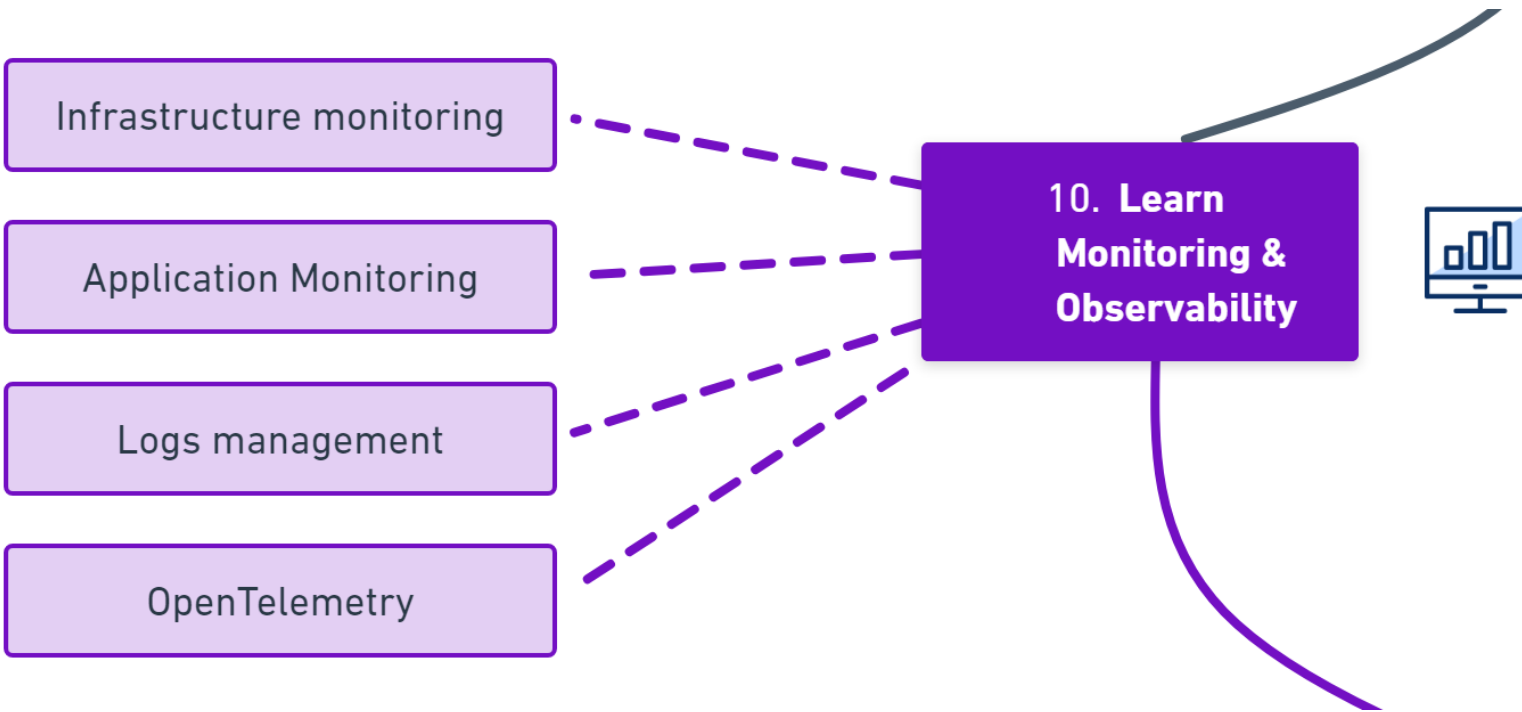 Infrastructure monitoring
Application Monitoring
Logs management
OpenTelemetry
10. Learn
Monitoring &
Observability